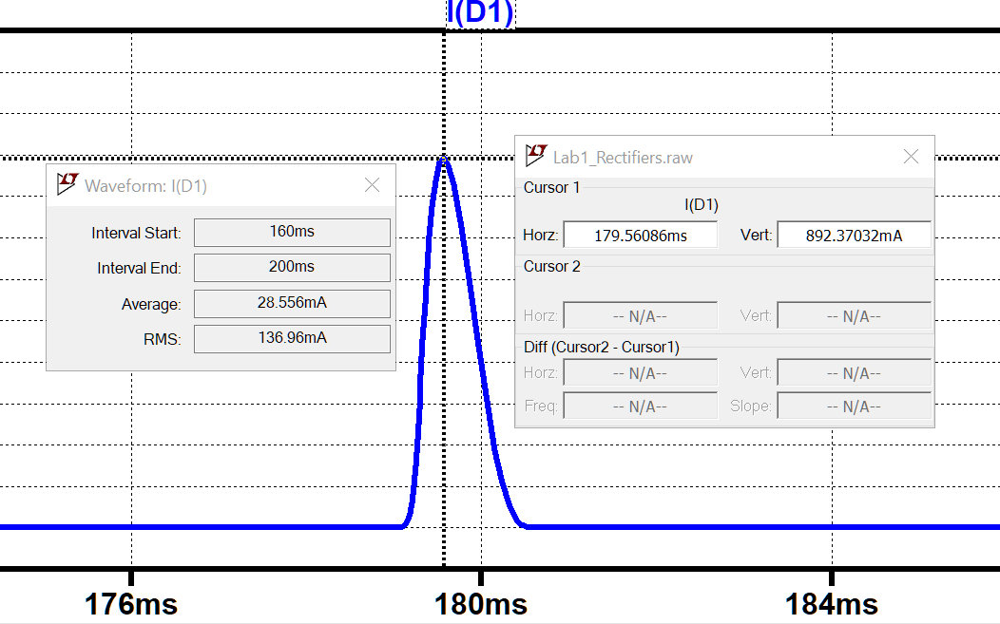 I(D1)
Waveform: I(D1)
Interval Start: 160ms
Interval End: 200ms
Average: 28.556mA
RMS: 136.96mA
Lab1_Rectifiers.raw
Cursor 1
I(D1)
Horz: 179.56086ms Vert: 892.37032mA
Cursor 2
Horz: -- N/A-- Vert: -- N/A--
Diff (Cursor2 - Cursor1)
Horz: -- N/A-- Vert: -- N/A--
Freq: -- N/A-- Slope: -- N/A--
176ms 180ms 184ms